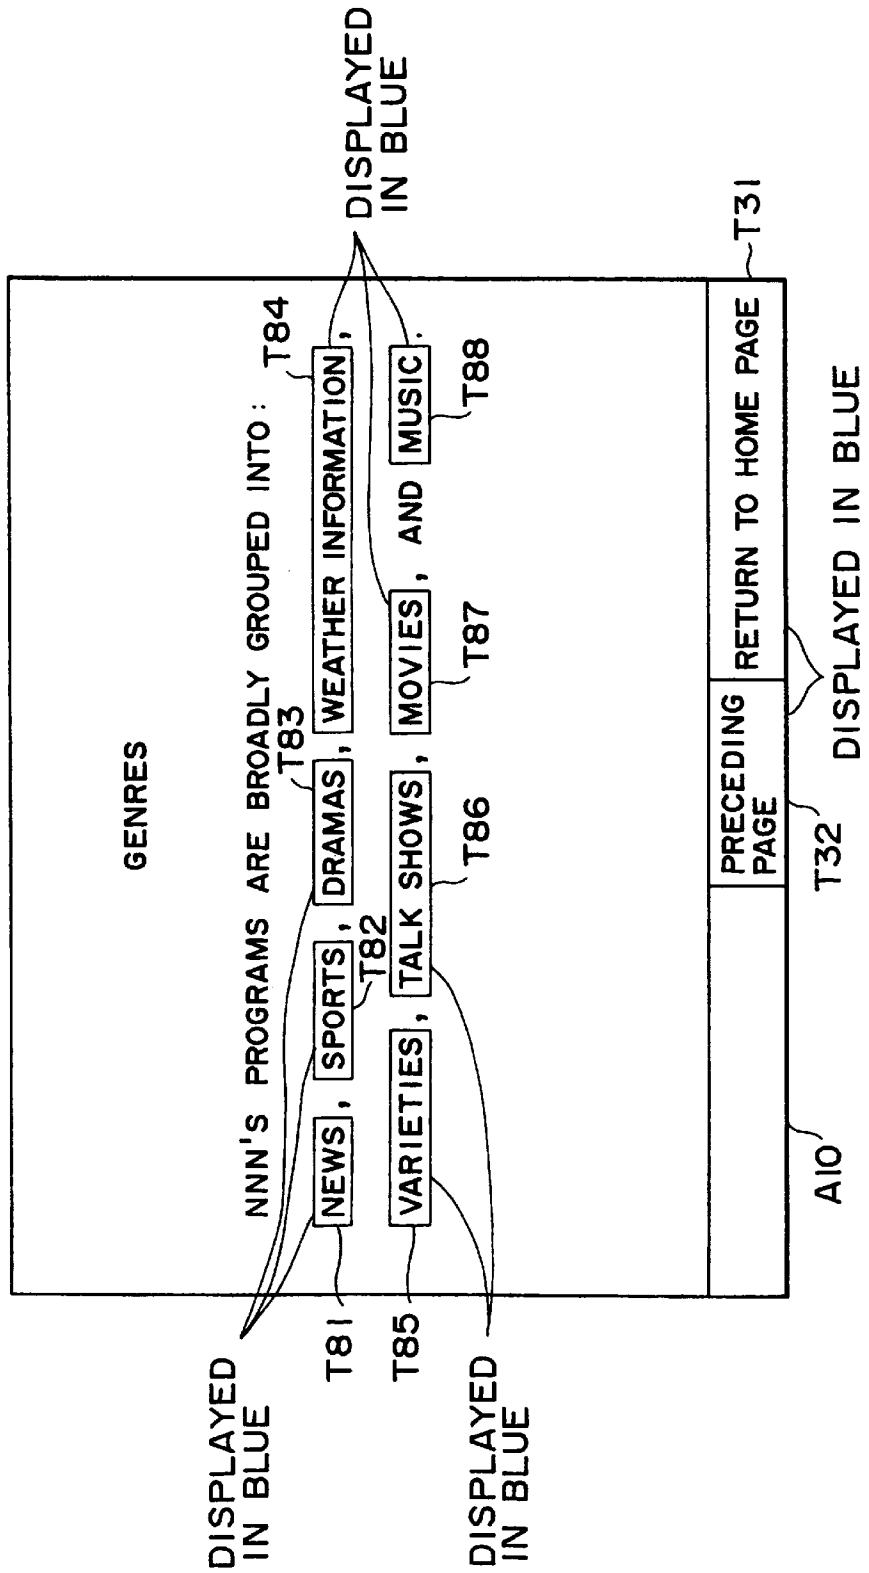 GENRES
NNN'S PROGRAMS ARE BROADLY GROUPED INTO :
T83
T84
NEWS, SPORTS, DRAMAS, WEATHER INFORMATION,
T81
T82
VARIETIES, TALK SHOWS, MOVIES, AND MUSIC.
T85
T86
T87
T88
DISPLAYED
IN BLUE
DISPLAYED
IN BLUE
DISPLAYED
IN BLUE
PRECEDING
PAGE
RETURN TO HOME PAGE
T31
A10
T32
DISPLAYED IN BLUE